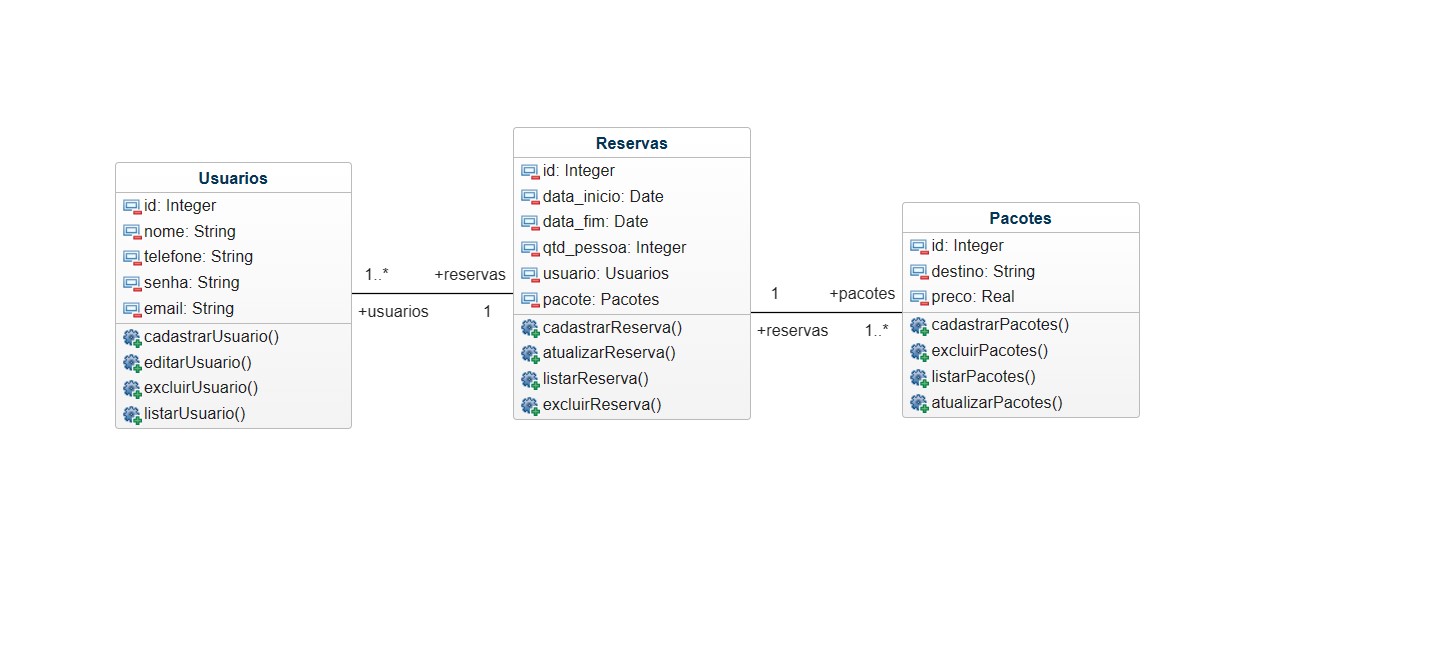 Usuarios
id: Integer
nome: String
telefone: String
senha: String
email: String
cadastrarUsuario()
editarUsuario()
excluirUsuario()
listarUsuario()
1..* +reservas
+usuarios 1
Reservas
id: Integer
data_inicio: Date
data_fim: Date
qtd_pessoa: Integer
usuario: Usuarios
pacote: Pacotes
cadastrarReserva()
atualizarReserva()
listarReserva()
excluirReserva()
1 +pacotes
+reservas 1..*
Pacotes
id: Integer
destino: String
preco: Real
cadastrarPacotes()
excluirPacotes()
listarPacotes()
atualizarPacotes()